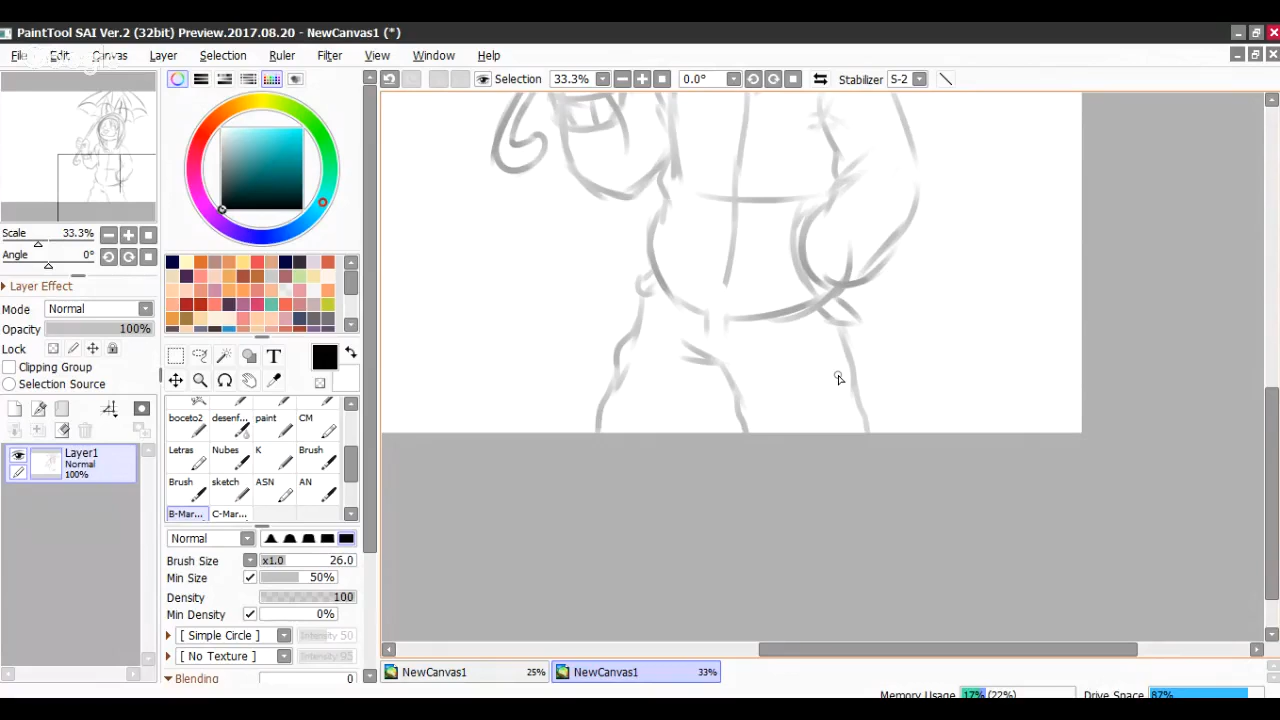 PaintTool SAI Ver.2 (32bit) Preview.2017.08.20 - NewCanvas1 (*)
File Edit Canvas Layer Selection Ruler Filter View Window Help
Selection 33.3% 0.0° Stabilizer S-2
Scale 33.3%
Angle 0°
Layer Effect
Mode Normal
Opacity 100%
Lock
Clipping Group
Selection Source
Layer1
Normal
100%
T
boceto2 desenf... paint CM
Letras Nubes K Brush
Brush sketch ASN AN
B-Mar... C-Mar...
Normal
Brush Size x1.0 26.0
Min Size 50%
Density 100
Min Density 0%
[ Simple Circle ] Intensity 50
[ No Texture ] Intensity 95
Blending 0
NewCanvas1 25% NewCanvas1 33%
Memory Usage 17% (22%) Drive Space 87%